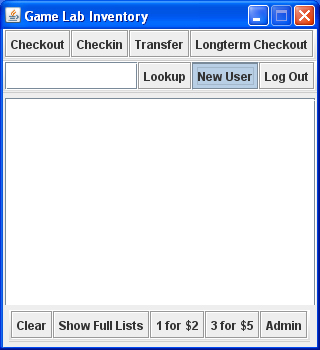 Game Lab Inventory
Checkout Checkin Transfer Longterm Checkout
Lookup New User Log Out
Clear Show Full Lists 1 for $2 3 for $5 Admin